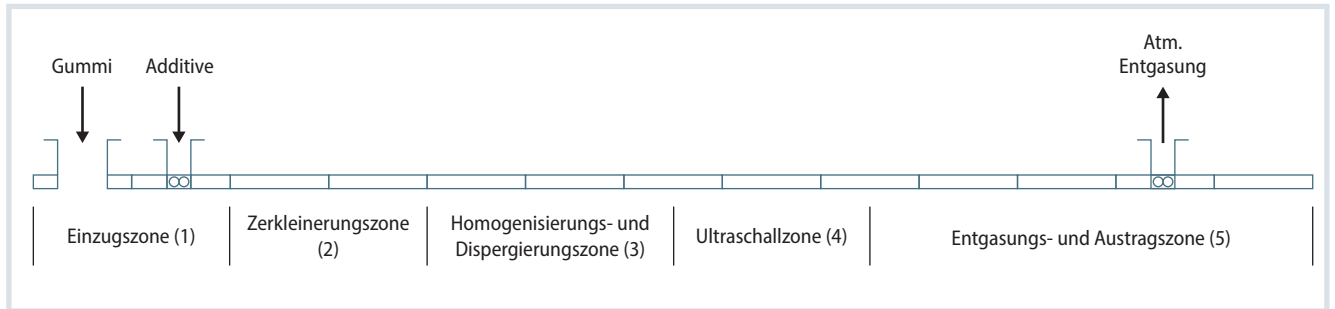 Gummi
Additive
Atm.
Entgasung
Einzugszone (1)
Zerkleinerungszone
(2)
Homogenisierungs- und
Dispergierungszone (3)
Ultraschallzone (4)
Entgasungs- und Austragszone (5)